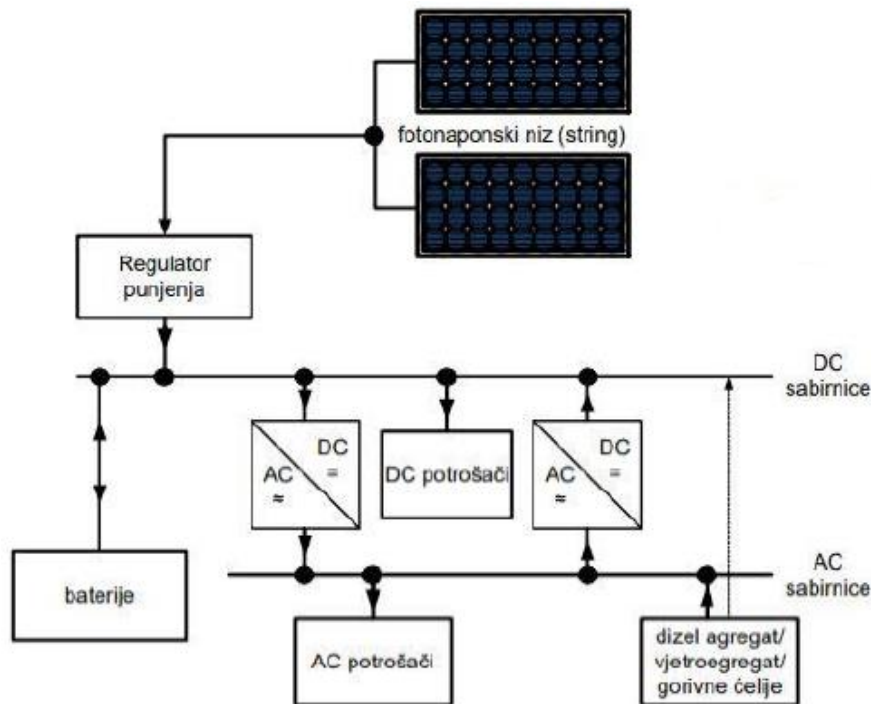 fotonaponski niz (string)
Regulator
punjenja
DC
sabirnice
DC
=
AC
≈
DC potrošači
DC
=
AC
≈
baterije
AC
sabirnice
AC potrošači
dizel agregat/
vjetroegregat/
gorivne ćelije